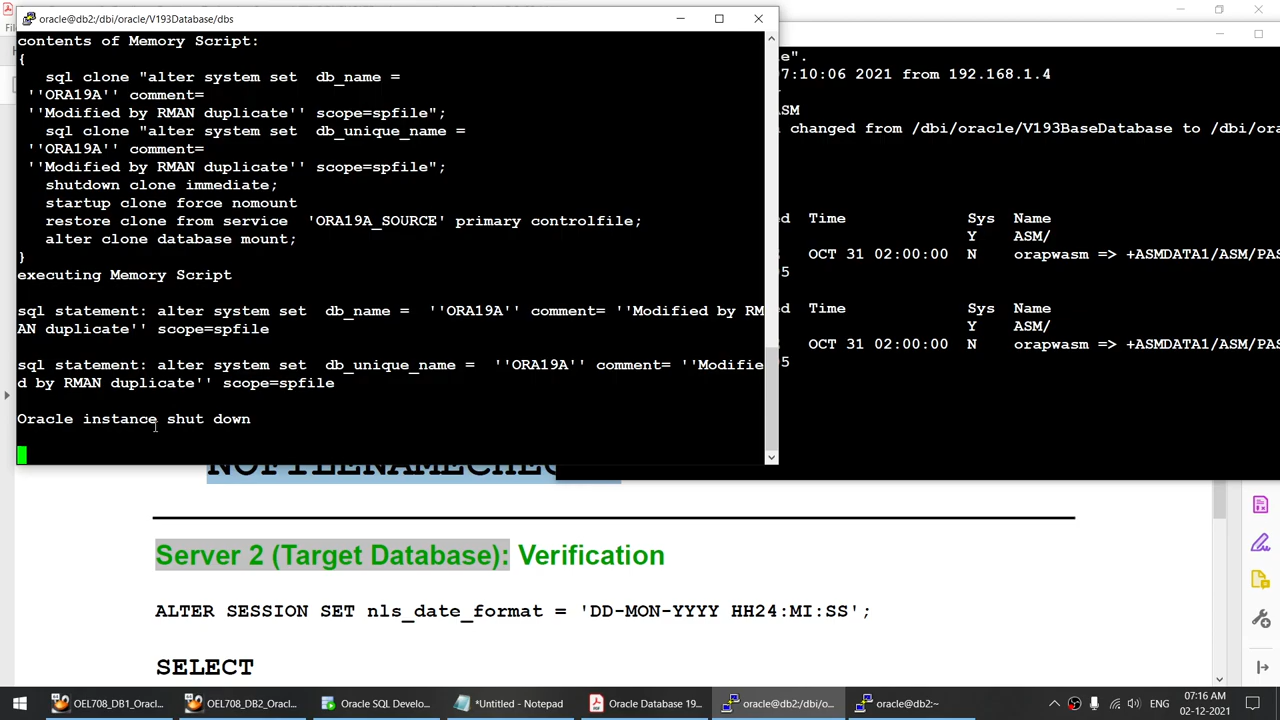 oracle@db2:/dbi/oracle/V193Database/dbs
contents of Memory Script:
{
sql clone "alter system set db_name =
''ORA19A'' comment=
''Modified by RMAN duplicate'' scope=spfile";
sql clone "alter system set db_unique_name =
''ORA19A'' comment=
''Modified by RMAN duplicate'' scope=spfile";
shutdown clone immediate;
startup clone force nomount
restore clone from service 'ORA19A_SOURCE' primary controlfile;
alter clone database mount;
}
executing Memory Script
sql statement: alter system set db_name = ''ORA19A'' comment= ''Modified by RM
AN duplicate'' scope=spfile
sql statement: alter system set db_unique_name = ''ORA19A'' comment= ''Modifie
d by RMAN duplicate'' scope=spfile
Oracle instance shut down
e".
7:10:06 2021 from 192.168.1.4
ASM
changed from /dbi/oracle/V193BaseDatabase to /dbi/ora
ed Time Sys Name
Y ASM/
OCT 31 02:00:00 N orapwasm => +ASMDATA1/ASM/PAS
05
ed Time Sys Name
Y ASM/
OCT 31 02:00:00 N orapwasm => +ASMDATA1/ASM/PAS
05
NOFILENAMECHEC
Server 2 (Target Database): Verification
ALTER SESSION SET nls_date_format = 'DD-MON-YYYY HH24:MI:SS';
SELECT
OEL708_DB1_Oracl...
OEL708_DB2_Oracl...
Oracle SQL Develo...
*Untitled - Notepad
Oracle Database 19...
oracle@db2:/dbi/o...
oracle@db2:~
ENG
07:16 AM
02-12-2021